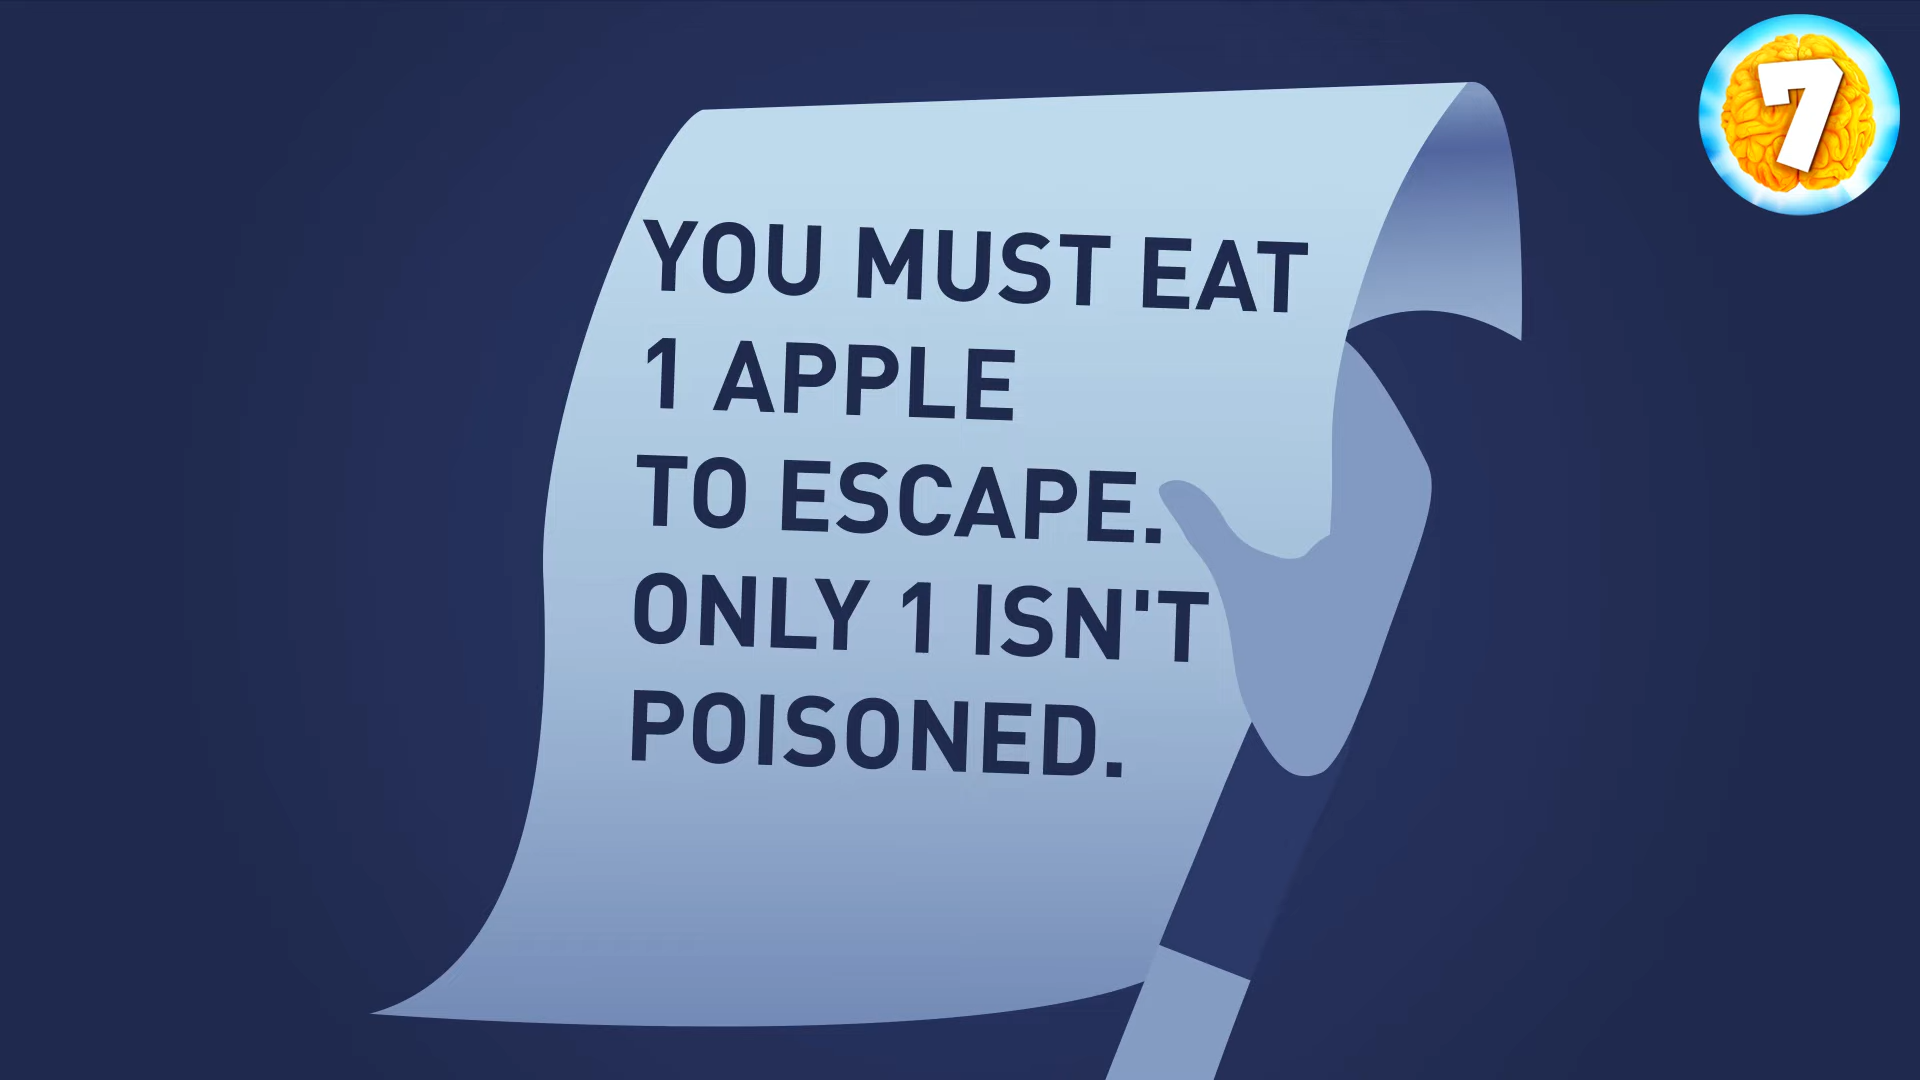 7
YOU MUST EAT
1 APPLE
TO ESCAPE.
ONLY 1 ISN'T
POISONED.